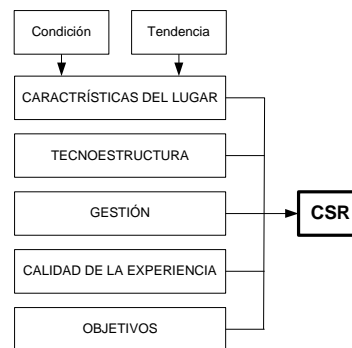 Condición
Tendencia
CARACTRÍSTICAS DEL LUGAR
TECNOESTRUCTURA
GESTIÓN
CSR
CALIDAD DE LA EXPERIENCIA
OBJETIVOS